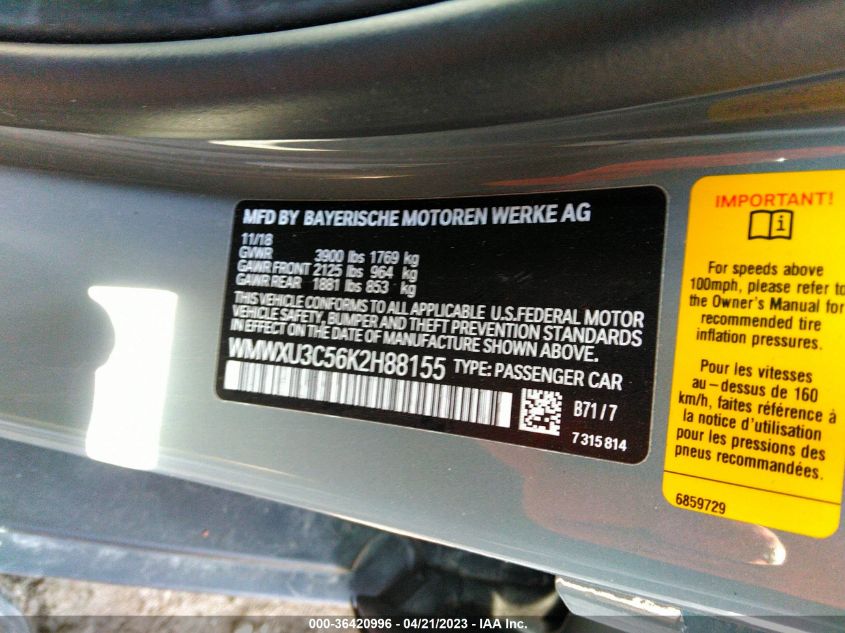 MFD BY BAYERISCHE MOTOREN WERKE AG
11/18
GVWR 3900 lbs 1769 kg
GAWR FRONT 2125 lbs 964 kg
GAWR REAR 1881 lbs 853 kg
THIS VEHICLE CONFORMS TO ALL APPLICABLE U.S.FEDERAL MOTOR
VEHICLE SAFETY, BUMPER AND THEFT PREVENTION STANDARDS
IN EFFECT ON THE DATE OF MANUFACTURE SHOWN ABOVE.
WMWXU3C56K2H88155 TYPE: PASSENGER CAR
B71/7
7 315 814
IMPORTANT!
For speeds above
100mph, please refer to
the Owner's Manual for
recommended tire
inflation pressures.
Pour les vitesses
au-dessus de 160
km/h, faites référence à
la notice d'utilisation
pour les pressions des
pneus recommandées.
6859729
000-36420996 - 04/21/2023 - IAA Inc.